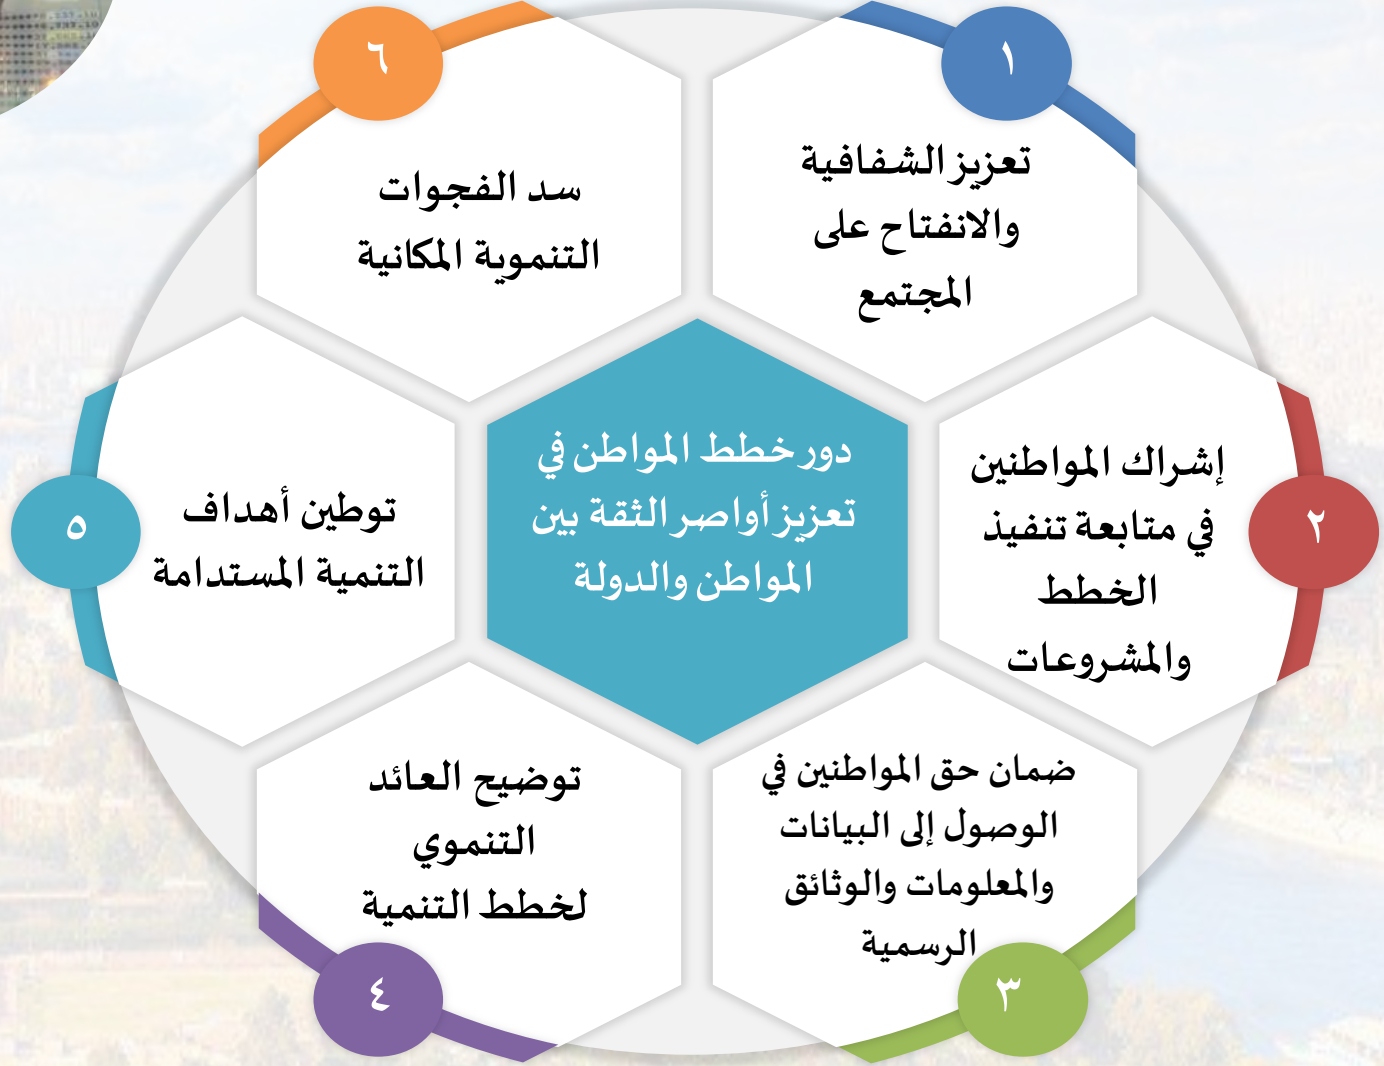 دور خطط المواطن في
تعزيز أواصر الثقة بين
المواطن والدولة
١
تعزيز الشفافية
والانفتاح على
المجتمع
٢
إشراك المواطنين
في متابعة تنفيذ
الخطط
والمشروعات
٣
ضمان حق المواطنين في
الوصول إلى البيانات
والمعلومات والوثائق
الرسمية
٤
توضيح العائد
التنموي
لخطط التنمية
٥
توطين أهداف
التنمية المستدامة
٦
سد الفجوات
التنموية المكانية